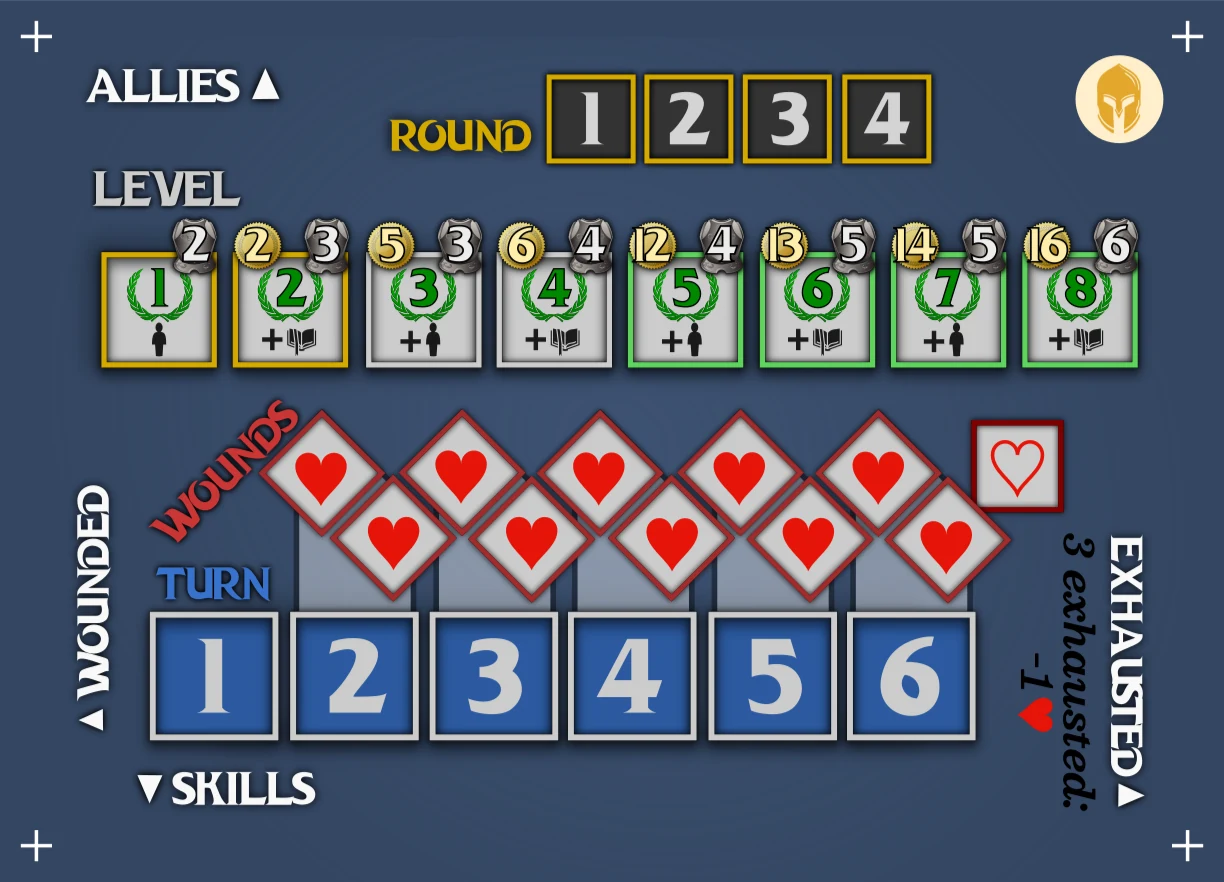 ALLIES
ROUND 1 2 3 4
LEVEL
2 2 3 5 3 6 4 12 4 13 5 14 5 16 6
1 2 3 4 5 6 7 8
+ + + + + + +
WOUNDS
WOUNDED
TURN
1 2 3 4 5 6
EXHAUSTED
3 exhausted:
-1
SKILLS